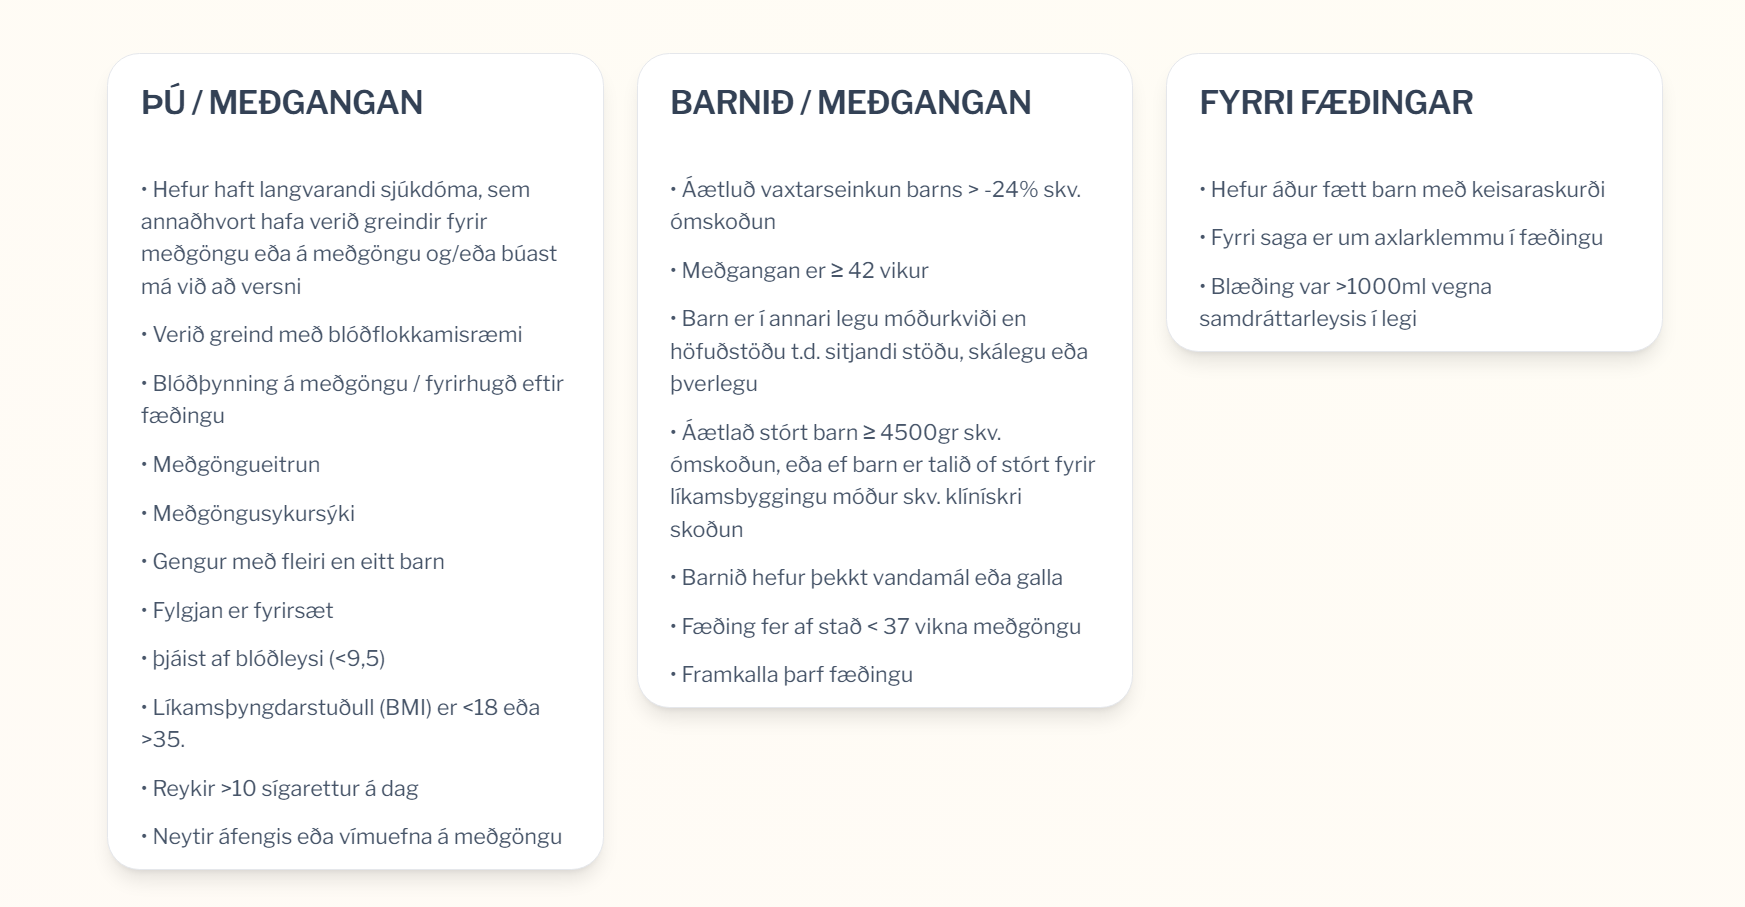 ÞÚ / MEÐGANGAN
• Hefur haft langvarandi sjúkdóma, sem
annaðhvort hafa verið greindir fyrir
meðgöngu eða á meðgöngu og/eða búast
má við að versni
• Verið greind með blóðflokkamisræmi
• Blóðþynning á meðgöngu / fyrirhugð eftir
fæðingu
• Meðgöngueitrun
• Meðgöngusykursýki
• Gengur með fleiri en eitt barn
• Fylgjan er fyrirsæt
• þjáist af blóðleysi (<9,5)
• Líkamsþyngdarstuðull (BMI) er <18 eða
>35.
• Reykir >10 sígarettur á dag
• Neytir áfengis eða vímuefna á meðgöngu
BARNIÐ / MEÐGANGAN
• Áætluð vaxtarseinkun barns > -24% skv.
ómskoðun
• Meðgangan er ≥ 42 vikur
• Barn er í annari legu móðurkviði en
höfuðstöðu t.d. sitjandi stöðu, skálegu eða
þverlegu
• Áætlað stórt barn ≥ 4500gr skv.
ómskoðun, eða ef barn er talið of stórt fyrir
líkamsbyggingu móður skv. klínískri
skoðun
• Barnið hefur þekkt vandamál eða galla
• Fæðing fer af stað < 37 vikna meðgöngu
• Framkalla þarf fæðingu
FYRRI FÆÐINGAR
• Hefur áður fætt barn með keisaraskurði
• Fyrri saga er um axlarklemmu í fæðingu
• Blæðing var >1000ml vegna
samdráttarleysis í legi